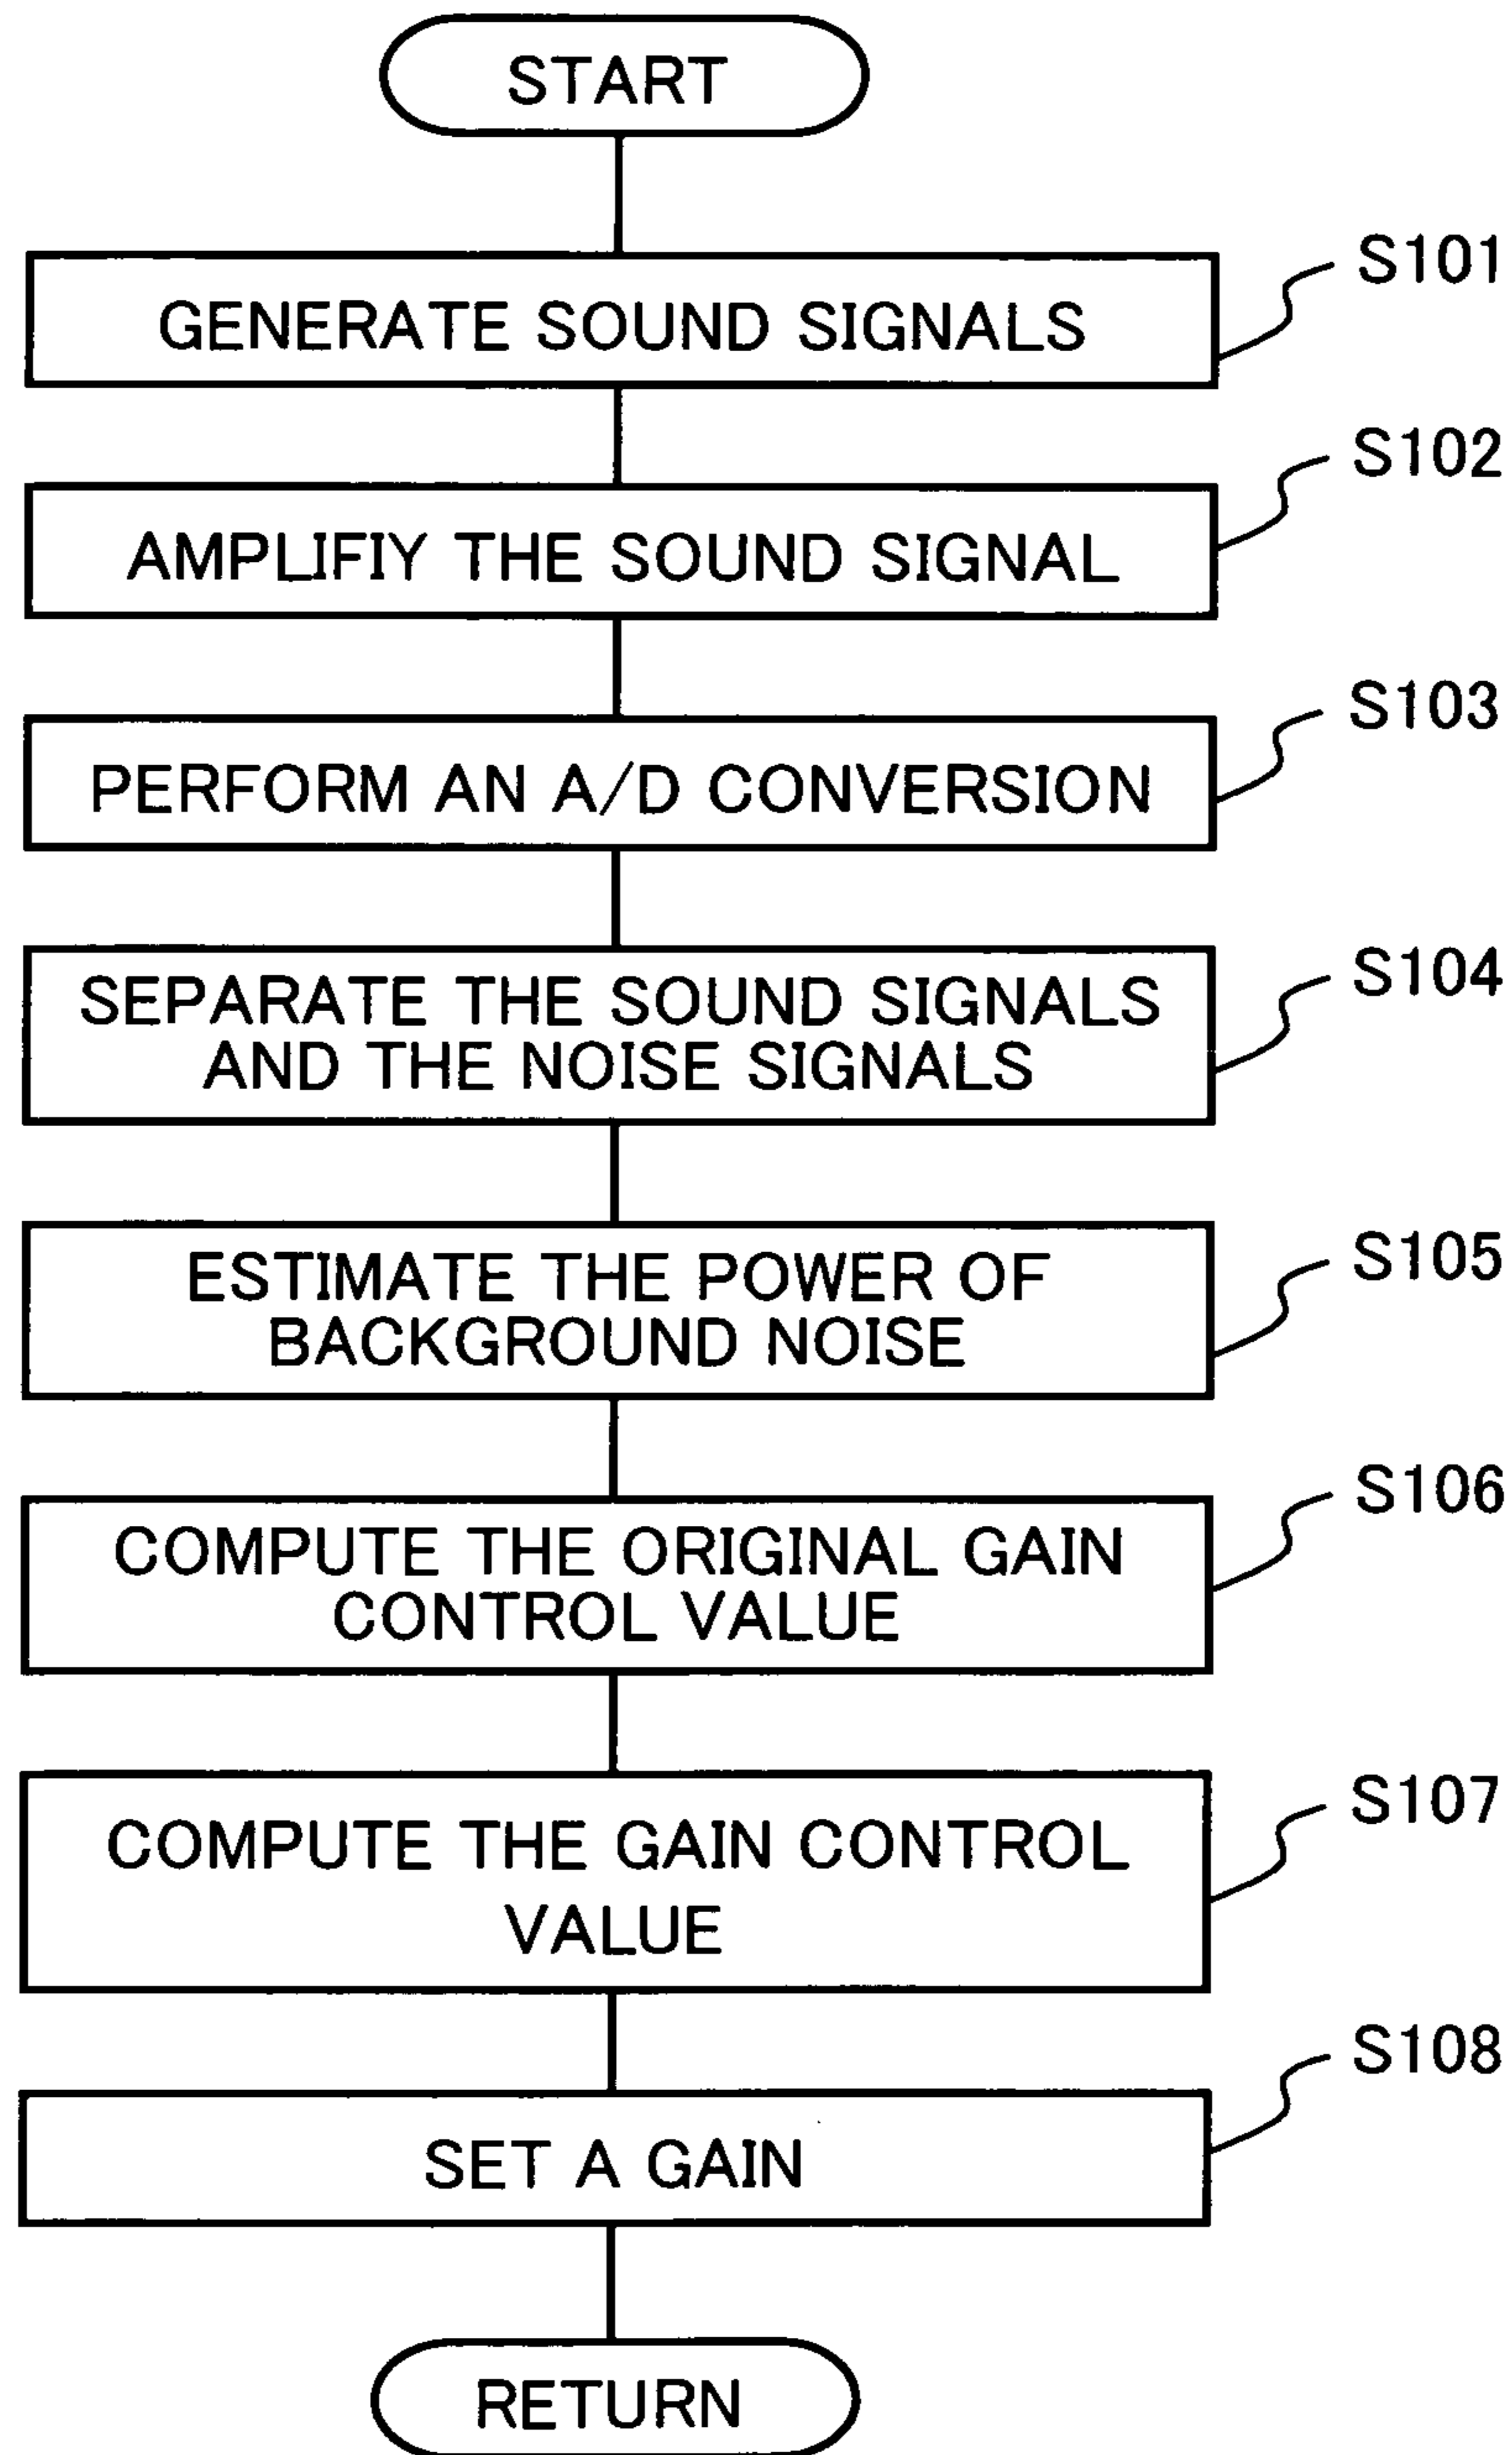 START
S101
GENERATE SOUND SIGNALS
S102
AMPLIFIY THE SOUND SIGNAL
S103
PERFORM AN A/D CONVERSION
S104
SEPARATE THE SOUND SIGNALS
AND THE NOISE SIGNALS
S105
ESTIMATE THE POWER OF
BACKGROUND NOISE
S106
COMPUTE THE ORIGINAL GAIN
CONTROL VALUE
S107
COMPUTE THE GAIN CONTROL
VALUE
S108
SET A GAIN
RETURN